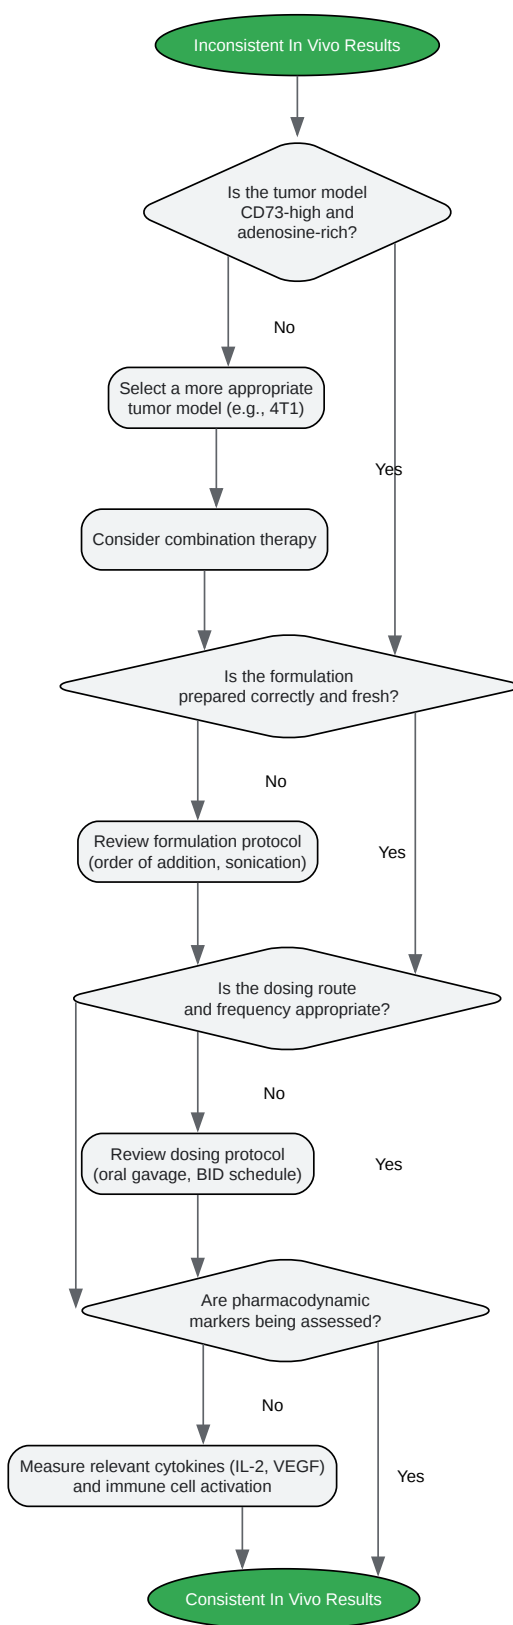 Inconsistent In Vivo Results
Is the tumor model
CD73-high and
adenosine-rich?
No
Select a more appropriate
tumor model (e.g., 4T1)
Yes
Consider combination therapy
Is the formulation
prepared correctly and fresh?
No
Review formulation protocol
(order of addition, sonication)
Yes
Is the dosing route
and frequency appropriate?
No
Review dosing protocol
(oral gavage, BID schedule)
Yes
Are pharmacodynamic
markers being assessed?
No
Measure relevant cytokines (IL-2, VEGF)
and immune cell activation
Yes
Consistent In Vivo Results